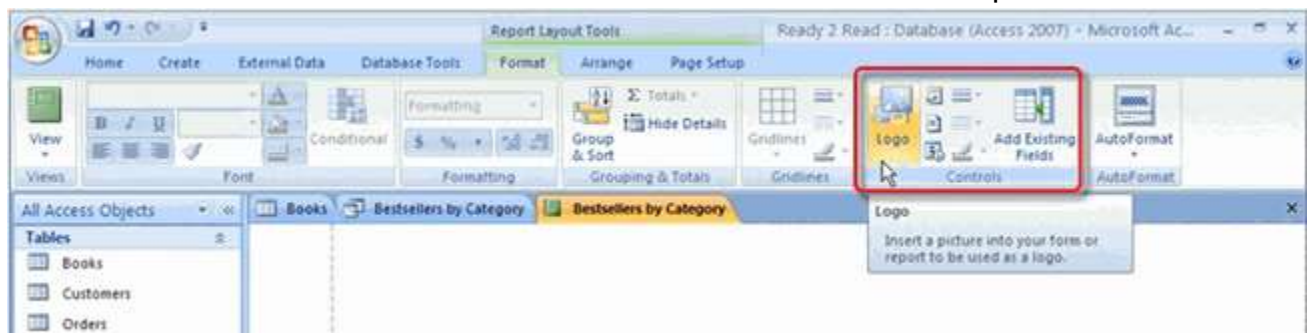 Report Layout Tools
Ready 2 Read : Database (Access 2007) - Microsoft Ac...
Home Create External Data Database Tools Format Arrange Page Setup
View
B I U
Conditional
Formatting
$ % ,
Group & Sort
Σ Totals
Hide Details
Gridlines
Logo
Add Existing Fields
AutoFormat
Views Font Formatting Grouping & Totals Gridlines Controls AutoFormat
All Access Objects
Books Bestsellers by Category Bestsellers by Category
Logo
Tables
Insert a picture into your form or
report to be used as a logo.
Books
Customers
Orders